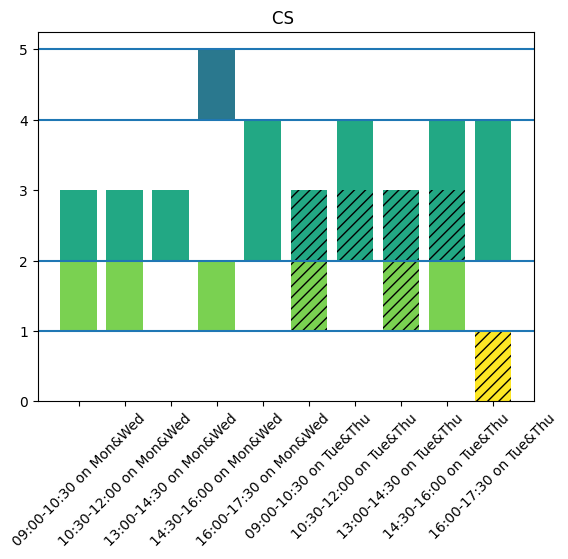 CS
5
4
3
2
1
0
09:00-10:30 on Mon&Wed
10:30-12:00 on Mon&Wed
13:00-14:30 on Mon&Wed
14:30-16:00 on Mon&Wed
16:00-17:30 on Mon&Wed
09:00-10:30 on Tue&Thu
10:30-12:00 on Tue&Thu
13:00-14:30 on Tue&Thu
14:30-16:00 on Tue&Thu
16:00-17:30 on Tue&Thu